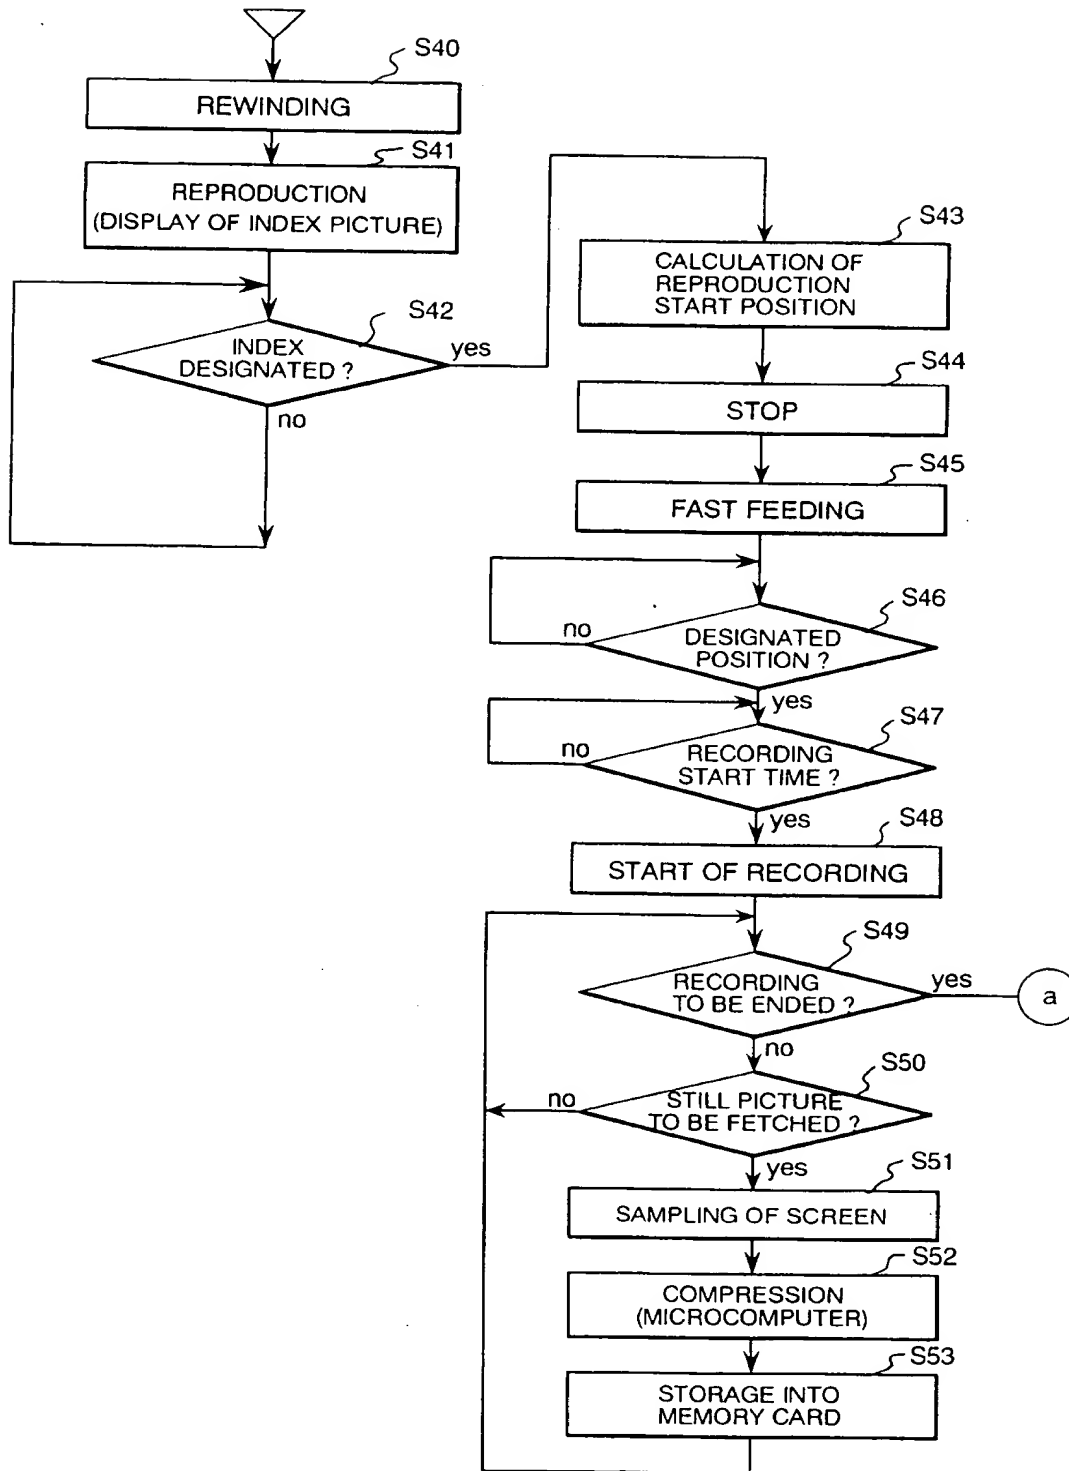 S40
REWINDING
S41
REPRODUCTION
(DISPLAY OF INDEX PICTURE)
S42
INDEX
DESIGNATED ?
yes
no
S43
CALCULATION OF
REPRODUCTION
START POSITION
S44
STOP
S45
FAST FEEDING
S46
DESIGNATED
POSITION ?
no
yes
S47
RECORDING
START TIME ?
no
yes
S48
START OF RECORDING
S49
RECORDING
TO BE ENDED ?
yes
a
no
S50
STILL PICTURE
TO BE FETCHED ?
no
yes
S51
SAMPLING OF SCREEN
S52
COMPRESSION
(MICROCOMPUTER)
S53
STORAGE INTO
MEMORY CARD